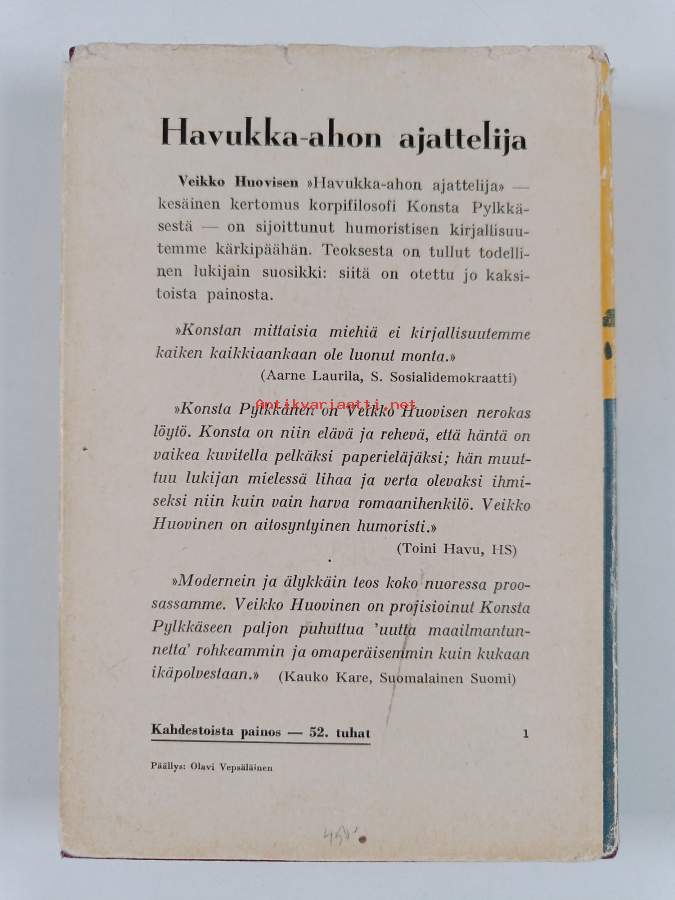 Havukka-ahon ajattelija
Veikko Huovisen »Havukka-ahon ajattelija» —
kesäinen kertomus korpifilosofi Konsta Pylkkä-
sestä — on sijoittunut humoristisen kirjallisuu-
temme kärkipäähän. Teoksesta on tullut todelli-
nen lukijain suosikki: siitä on otettu jo kaksi-
toista painosta.
»Konstan mittaisia miehiä ei kirjallisuutemme
kaiken kaikkiaankaan ole luonut monta.»
(Aarne Laurila, S. Sosialidemokraatti)
Antikvariaatti.net
»Konsta Pylkkänen on Veikko Huovisen nerokas
löytö. Konsta on niin elävä ja rehevä, että häntä on
vaikea kuvitella pelkäksi paperieläjäksi; hän muut-
tuu lukijan mielessä lihaa ja verta olevaksi ihmi-
seksi niin kuin vain harva romaanihenkilö. Veikko
Huovinen on aitosyntyinen humoristi.»
(Toini Havu, HS)
»Modernein ja älykkäin teos koko nuoressa proo-
sassamme. Veikko Huovinen on projisioinut Konsta
Pylkkäseen paljon puhuttua 'uutta maailmantun-
netta' rohkeammin ja omaperäisemmin kuin kukaan
ikäpolvestaan.» (Kauko Kare, Suomalainen Suomi)
Kahdestoista painos — 52. tuhat 1
Päällys: Olavi Vepsäläinen